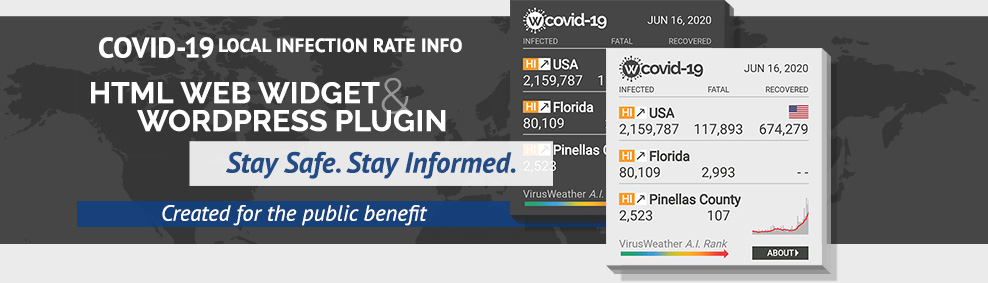 COVID-19 LOCAL INFECTION RATE INFO
HTML WEB WIDGET &
WORDPRESS PLUGIN
Stay Safe. Stay Informed.
Created for the public benefit
Wcovid-19 JUN 16, 2020
INFECTED FATAL RECOVERED
HI USA
2,159,787 1
HI Florida
80,109
HI Pinellas C
2,523
VirusWeather A.I.
Wcovid-19 JUN 16, 2020
INFECTED FATAL RECOVERED
HI USA
2,159,787 117,893 674,279
HI Florida
80,109 2,993 - -
HI Pinellas County
2,523 107
VirusWeather A.I. Rank
ABOUT